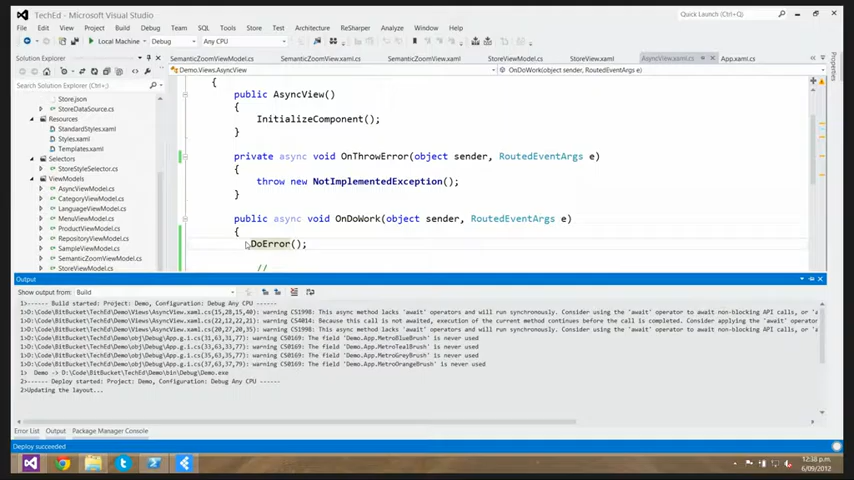 TechEd - Microsoft Visual Studio
Quick Launch (Ctrl+Q)
File Edit View Project Build Debug Team SQL Tools Store Test Architecture ReSharper Analyze Window Help
Local Machine Debug Any CPU
Solution Explorer
SemanticZoomViewModel.cs SemanticZoomView.xaml.cs SemanticZoomView.xaml StoreViewModel.cs StoreView.xaml AsyncView.xaml.cs App.xaml.cs
Properties
Demo.Views.AsyncView
OnDoWork(object sender, RoutedEventArgs e)
Search Solution Explorer (Ctrl+;)
Store.json
StoreDataSource.cs
Resources
StandardStyles.xaml
Styles.xaml
Templates.xaml
Selectors
StoreStyleSelector.cs
ViewModels
AsyncViewModel.cs
CategoryViewModel.cs
LanguageViewModel.cs
MenuViewModel.cs
ProductViewModel.cs
RepositoryViewModel.cs
SampleViewModel.cs
SemanticZoomViewModel.cs
StoreViewModel.cs
{
public AsyncView()
{
InitializeComponent();
}
private async void OnThrowError(object sender, RoutedEventArgs e)
{
throw new NotImplementedException();
}
public async void OnDoWork(object sender, RoutedEventArgs e)
{
DoError();
//
Output
Show output from: Build
1>------ Build started: Project: Demo, Configuration: Debug Any CPU ------
1>D:\Code\BitBucket\TechEd\Demo\Views\AsyncView.xaml.cs(15,28,15,40): warning CS1998: This async method lacks 'await' operators and will run synchronously. Consider using the 'await' operator to await non-blocking API calls, or 'a
1>D:\Code\BitBucket\TechEd\Demo\Views\AsyncView.xaml.cs(22,12,22,21): warning CS4014: Because this call is not awaited, execution of the current method continues before the call is completed. Consider applying the 'await' operator
1>D:\Code\BitBucket\TechEd\Demo\Views\AsyncView.xaml.cs(20,27,20,35): warning CS1998: This async method lacks 'await' operators and will run synchronously. Consider using the 'await' operator to await non-blocking API calls, or 'a
1>D:\Code\BitBucket\TechEd\Demo\obj\Debug\App.g.i.cs(31,63,33,77): warning CS0169: The field 'Demo.App.MetroBlueBrush' is never used
1>D:\Code\BitBucket\TechEd\Demo\obj\Debug\App.g.i.cs(33,63,33,77): warning CS0169: The field 'Demo.App.MetroTealBrush' is never used
1>D:\Code\BitBucket\TechEd\Demo\obj\Debug\App.g.i.cs(35,63,35,77): warning CS0169: The field 'Demo.App.MetroGreyBrush' is never used
1>D:\Code\BitBucket\TechEd\Demo\obj\Debug\App.g.i.cs(37,63,37,79): warning CS0169: The field 'Demo.App.MetroOrangeBrush' is never used
1> Demo -> D:\Code\BitBucket\TechEd\Demo\bin\Debug\Demo.exe
2>------ Deploy started: Project: Demo, Configuration: Debug Any CPU ------
2>Updating the layout...
Error List Output Package Manager Console
Deploy succeeded
12:38 p.m.
6/09/2012